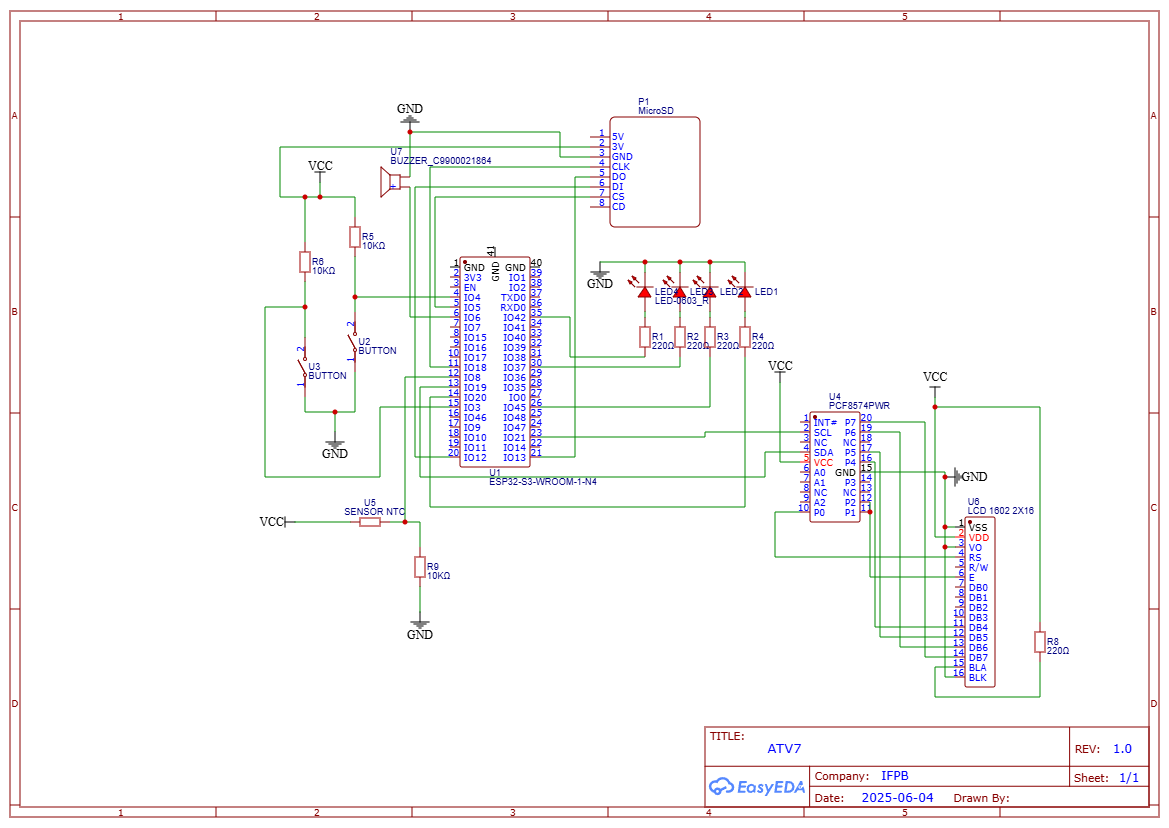 1 2 3 4 5
A A
B B
C C
D D
1 2 3 4 5
GND
P1
MicroSD
1 5V
2 3V
3 GND
4 CLK
5 DO
6 DI
7 CS
8 CD
U7
BUZZER_C9900021864
+
VCC
R5
10KΩ
R6
10KΩ
2
U2
BUTTON
1
2
U3
BUTTON
1
GND
41
GND
1 GND GND 40
2 3V3 IO1 39
3 EN IO2 38
4 IO4 TXD0 37
5 IO5 RXD0 36
6 IO6 IO42 35
7 IO7 IO41 34
8 IO15 IO40 33
9 IO16 IO39 32
10 IO17 IO38 31
11 IO18 IO37 30
12 IO8 IO36 29
13 IO19 IO35 28
14 IO20 IO0 27
15 IO3 IO45 26
16 IO46 IO48 25
17 IO9 IO47 24
18 IO10 IO21 23
19 IO11 IO14 22
20 IO12 IO13 21
U1
ESP32-S3-WROOM-1-N4
GND
LED4 LED3 LED2 LED1
LED-0603_R
R1 R2 R3 R4
220Ω 220Ω 220Ω 220Ω
VCC
U4
PCF8574PWR
1 INT# P7 20
2 SCL P6 19
3 NC NC 18
4 SDA P5 17
5 VCC P4 16
6 A0 GND 15
7 A1 P3 14
8 NC NC 13
9 A2 P2 12
10 P0 P1 11
VCC
GND
U6
LCD 1602 2X16
1 VSS
2 VDD
3 VO
4 RS
5 R/W
6 E
7 DB0
8 DB1
9 DB2
10 DB3
11 DB4
12 DB5
13 DB6
14 DB7
15 BLA
16 BLK
R8
220Ω
VCC
U5
SENSOR NTC
R9
10KΩ
GND
TITLE:
ATV7
REV: 1.0
EasyEDA
Company: IFPB
Sheet: 1/1
Date: 2025-06-04 Drawn By: